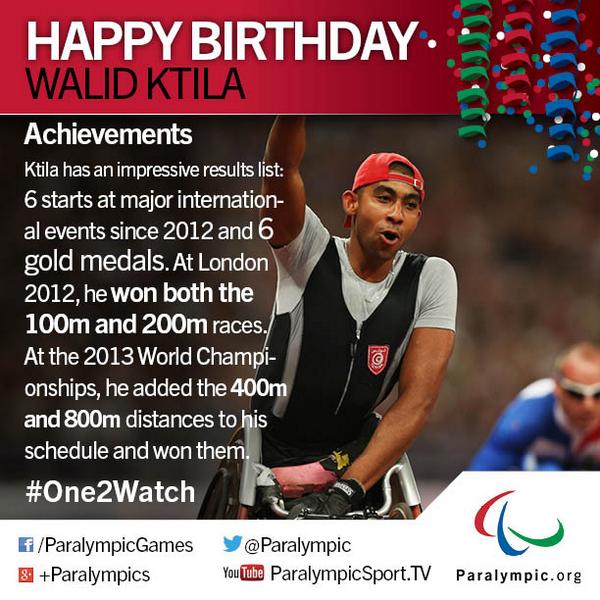 HAPPY BIRTHDAY
WALID KTILA
Achievements
Ktila has an impressive results list:
6 starts at major internation-
al events since 2012 and 6
gold medals. At London
2012, he won both the
100m and 200m races.
At the 2013 World Champi-
onships, he added the 400m
and 800m distances to his
schedule and won them.
#One2Watch
f /ParalympicGames
@Paralympic
g+ +Paralympics
YouTube ParalympicSport.TV
Paralympic.org